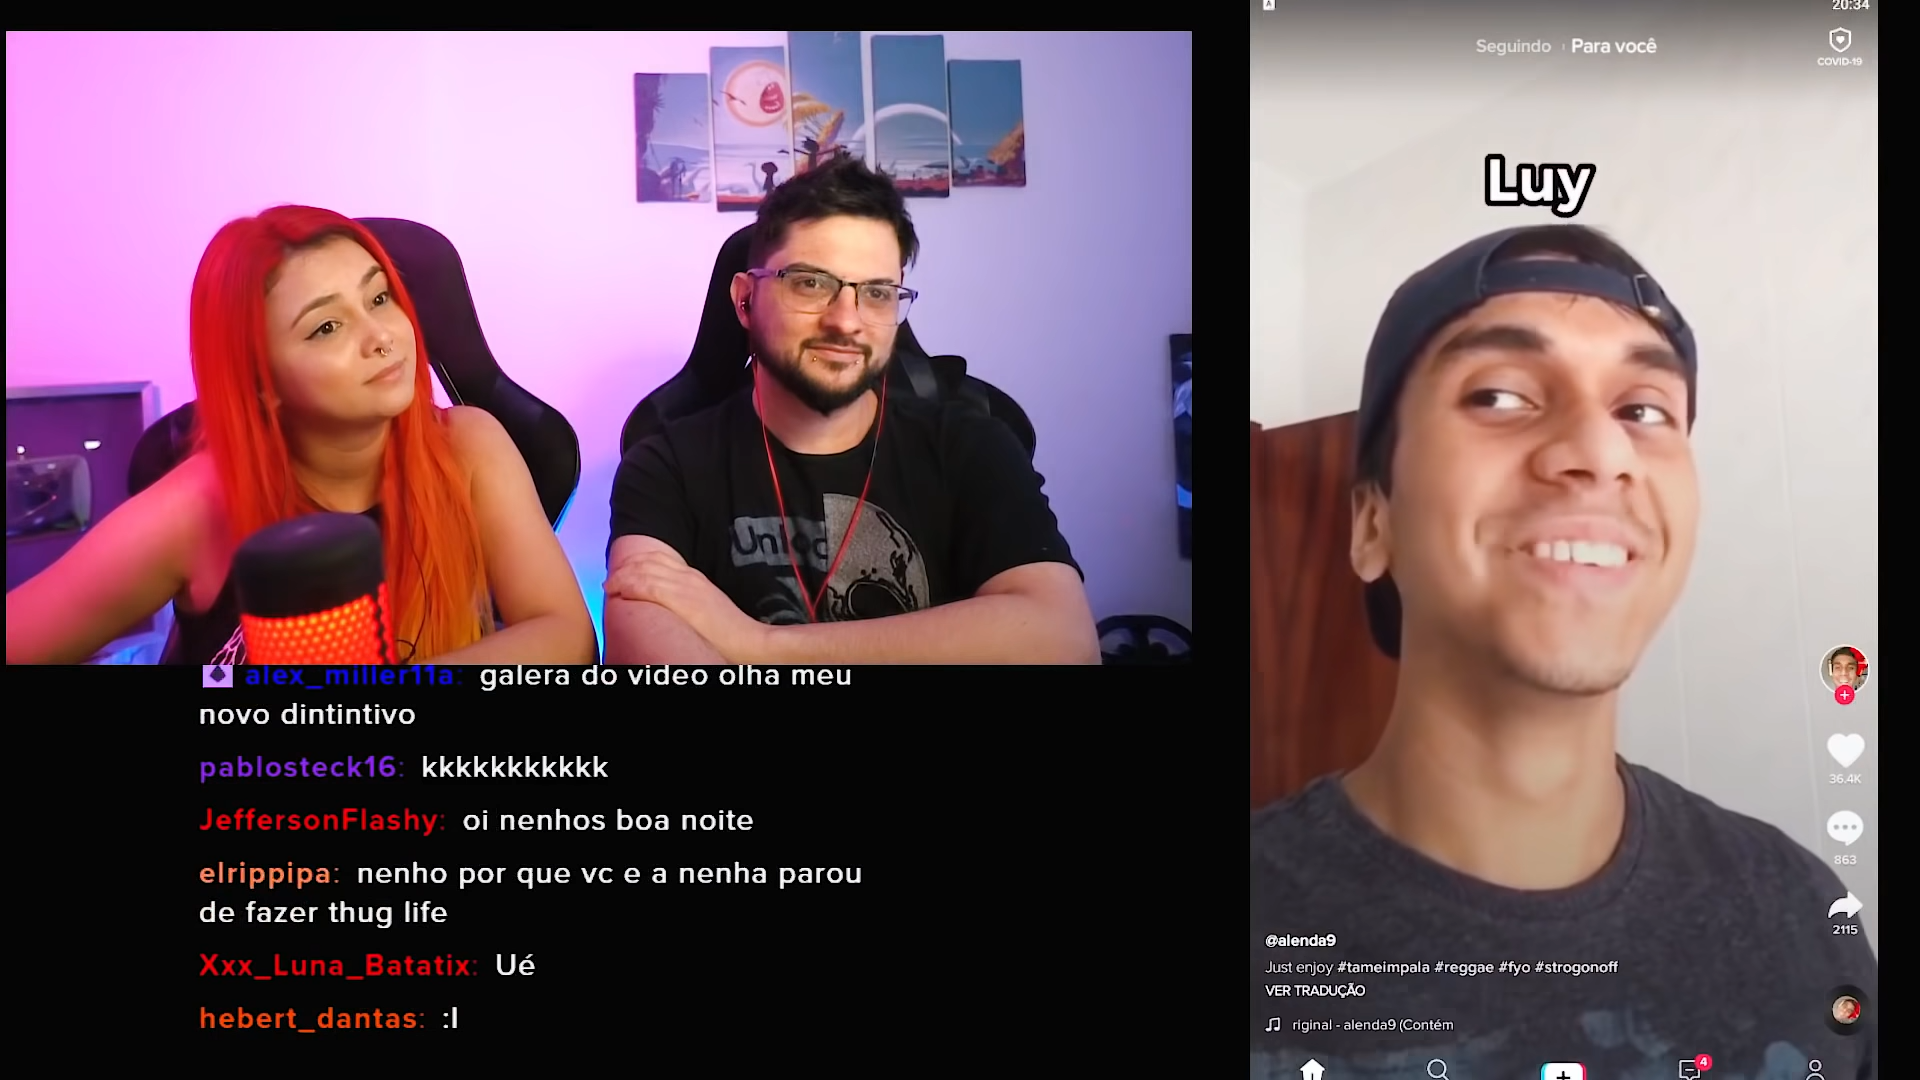 alex_miller11a: galera do video olha meu
novo dintintivo
pablosteck16: kkkkkkkkkkk
JeffersonFlashy: oi nenhos boa noite
elrippipa: nenho por que vc e a nenha parou
de fazer thug life
Xxx_Luna_Batatix: Ué
hebert_dantas: :l
20:34
Seguindo Para você
COVID-19
Luy
36.4K
863
2115
@alenda9
Just enjoy #tameimpala #reggae #fyo #strogonoff
VER TRADUÇÃO
riginal - alenda9 (Contém
4